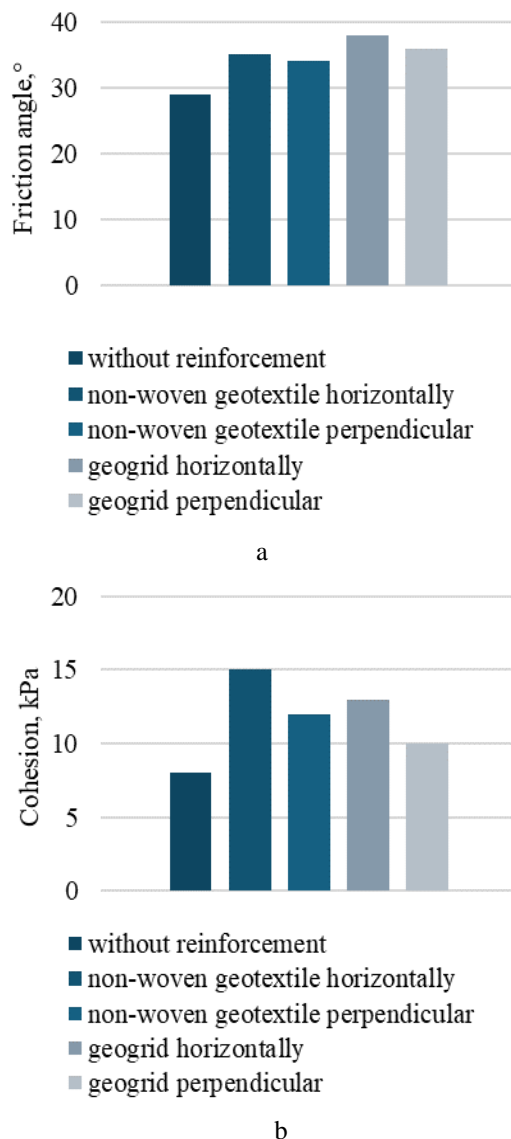 Friction angle,°
40
30
20
10
0
without reinforcement
non-woven geotextile horizontally
non-woven geotextile perpendicular
geogrid horizontally
geogrid perpendicular
a
Cohesion, kPa
20
15
10
5
0
without reinforcement
non-woven geotextile horizontally
non-woven geotextile perpendicular
geogrid horizontally
geogrid perpendicular
b